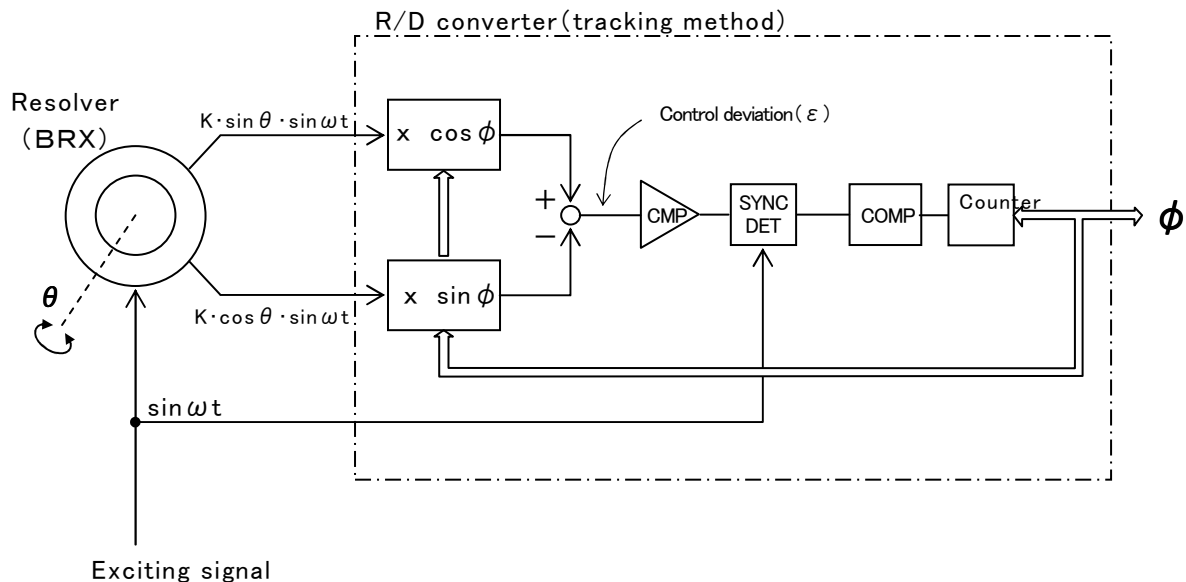 R/D converter(tracking method)
Resolver
(BRX)
K·sinθ·sinωt
x cosϕ
Control deviation(ε)
+
−
CMP
SYNC
DET
COMP
Counter
ϕ
x sinϕ
θ
K·cosθ·sinωt
sinωt
Exciting signal